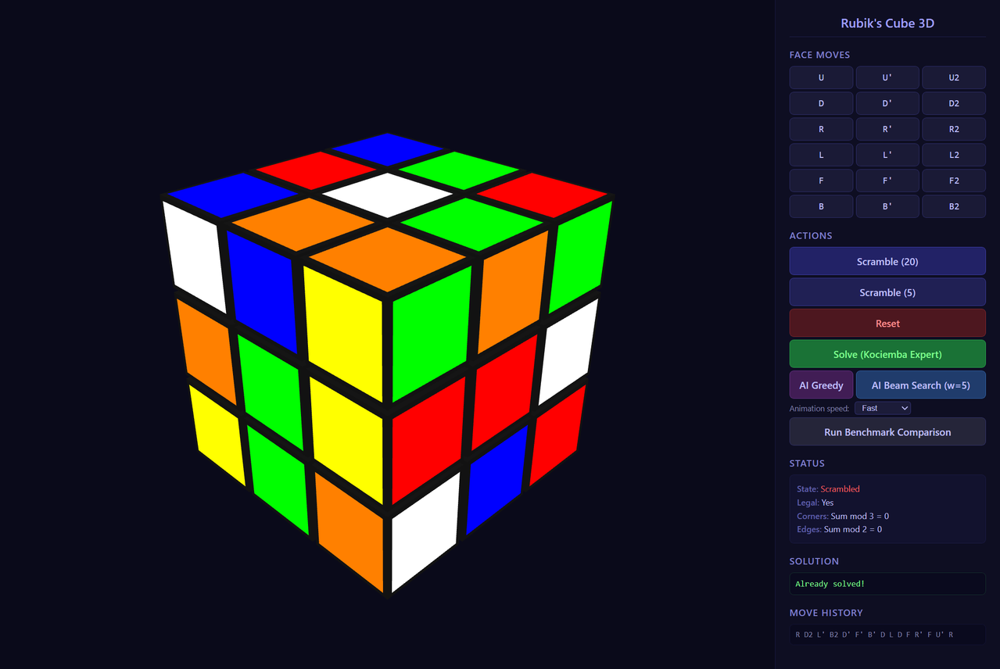 Rubik's Cube 3D
FACE MOVES
U U' U2
D D' D2
R R' R2
L L' L2
F F' F2
B B' B2
ACTIONS
Scramble (20)
Scramble (5)
Reset
Solve (Kociemba Expert)
AI Greedy AI Beam Search (w=5)
Animation speed: Fast
Run Benchmark Comparison
STATUS
State: Scrambled
Legal: Yes
Corners: Sum mod 3 = 0
Edges: Sum mod 2 = 0
SOLUTION
Already solved!
MOVE HISTORY
R D2 L' B2 D' F' B' D L D F R' F U' R